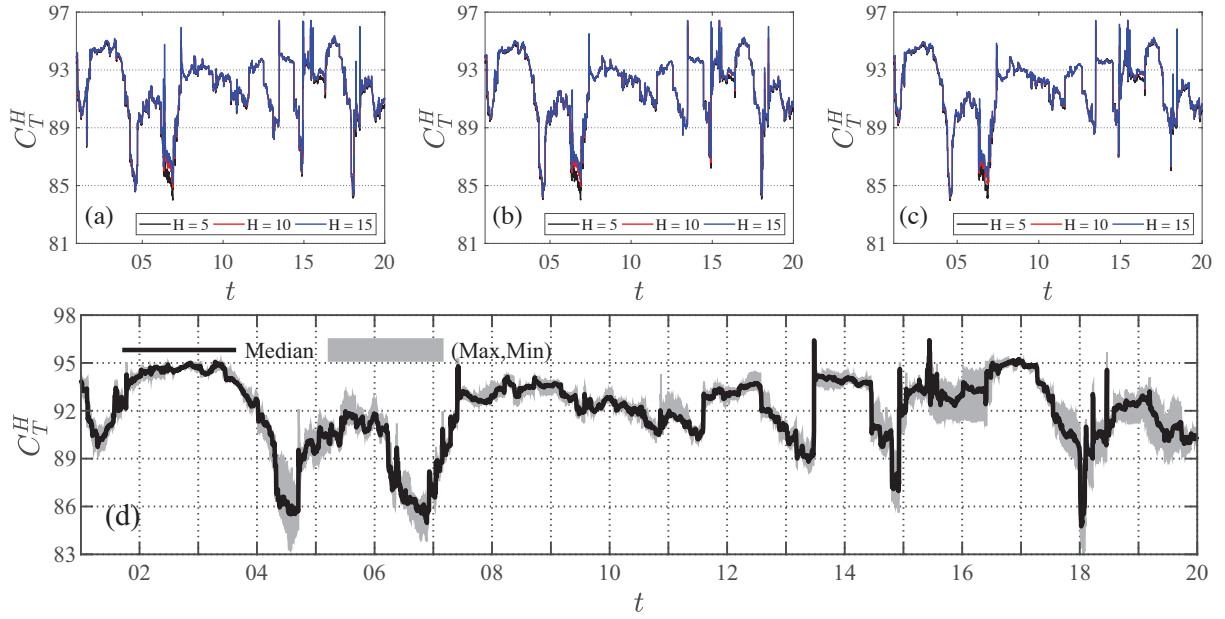 97
93
89
85
81
C_T^H
(a)
H = 5 H = 10 H = 15
05 10 15 20
t
97
93
89
85
81
C_T^H
(b)
H = 5 H = 10 H = 15
05 10 15 20
t
97
93
89
85
81
C_T^H
(c)
H = 5 H = 10 H = 15
05 10 15 20
t
98
95
92
89
86
83
C_T^H
Median (Max,Min)
(d)
02 04 06 08 10 12 14 16 18 20
t